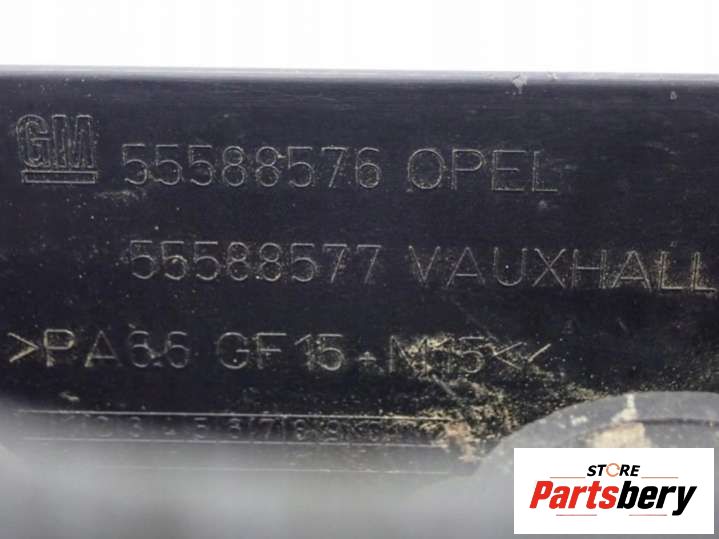 GM 55588576 OPEL
55588577 VAUXHALL
>PA66 GF15-M15<
STORE
Partsbery